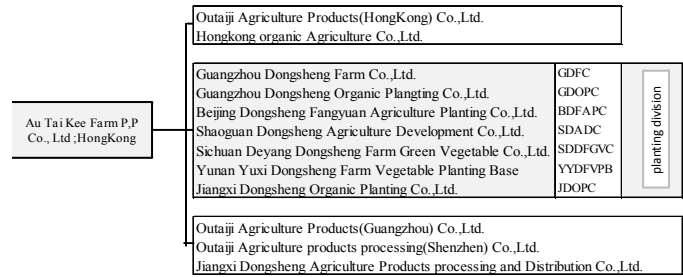 Outaiji Agriculture Products(HongKong) Co.,Ltd.
Hongkong organic Agriculture Co.,Ltd.
Au Tai Kee Farm P,P
Co., Ltd ;HongKong
Guangzhou Dongsheng Farm Co.,Ltd. GDFC
Guangzhou Dongsheng Organic Plangting Co.,Ltd. GDOPC
Beijing Dongsheng Fangyuan Agriculture Planting Co.,Ltd. BDFAPC
Shaoguan Dongsheng Agriculture Development Co.,Ltd. SDADC
Sichuan Deyang Dongsheng Farm Green Vegetable Co.,Ltd. SDDFGVC
Yunan Yuxi Dongsheng Farm Vegetable Planting Base YYDFVPB
Jiangxi Dongsheng Organic Planting Co.,Ltd. JDOPC
planting division
Outaiji Agriculture Products(Guangzhou) Co.,Ltd.
Outaiji Agriculture products processing(Shenzhen) Co.,Ltd.
Jiangxi Dongsheng Agriculture Products processing and Distribution Co.,Ltd.